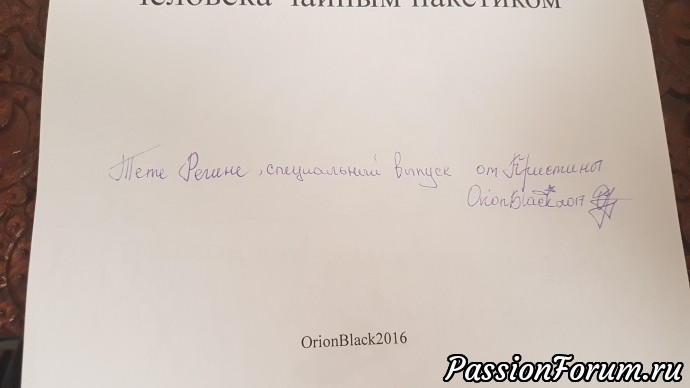 человека чайным пакетиком
Тете Регине, специальный выпуск от Кристины
OrionBlack2017
OrionBlack2016
PassionForum.ru